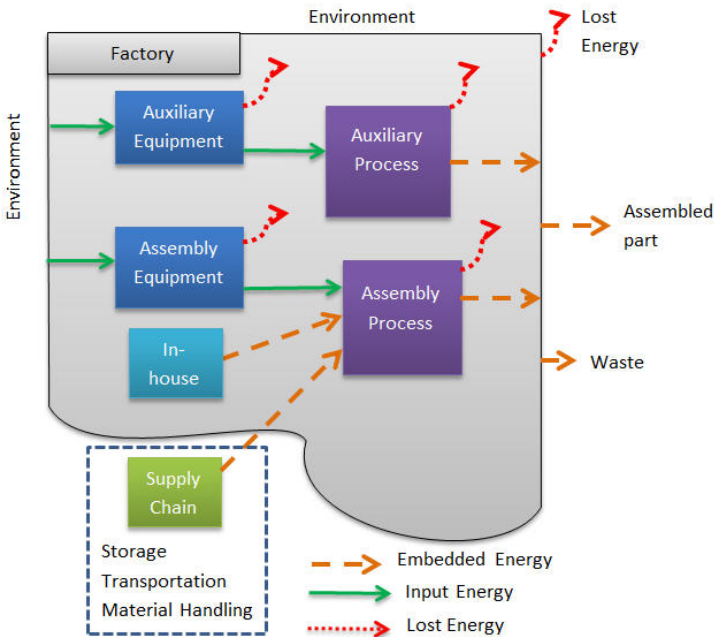 Environment
Lost
Energy
Factory
Environment
Auxiliary
Equipment
Auxiliary
Process
Assembled
part
Assembly
Equipment
Assembly
Process
In-
house
Waste
Supply
Chain
Storage
Transportation
Material Handling
Embedded Energy
Input Energy
Lost Energy